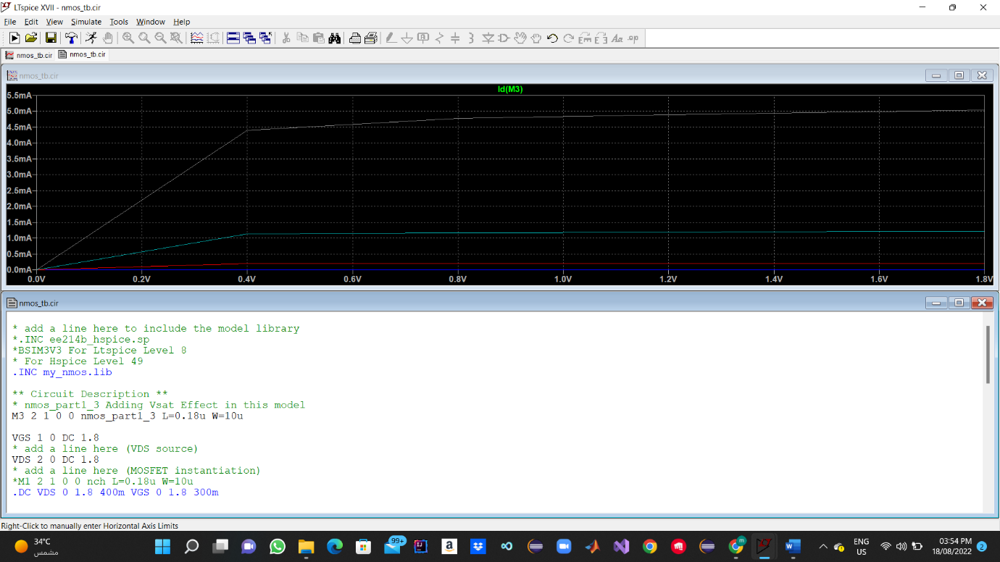 LTspice XVII - nmos_tb.cir
File Edit View Simulate Tools Window Help
nmos_tb.cir nmos_tb.cir
nmos_tb.cir
Id(M3)
5.5mA
5.0mA
4.5mA
4.0mA
3.5mA
3.0mA
2.5mA
2.0mA
1.5mA
1.0mA
0.5mA
0.0mA
0.0V 0.2V 0.4V 0.6V 0.8V 1.0V 1.2V 1.4V 1.6V 1.8V
nmos_tb.cir
* add a line here to include the model library
*.INC ee214b_hspice.sp
*BSIM3V3 For Ltspice Level 8
* For Hspice Level 49
.INC my_nmos.lib
** Circuit Description **
* nmos_part1_3 Adding Vsat Effect in this model
M3 2 1 0 0 nmos_part1_3 L=0.18u W=10u
VGS 1 0 DC 1.8
* add a line here (VDS source)
VDS 2 0 DC 1.8
* add a line here (MOSFET instantiation)
*M1 2 1 0 0 nch L=0.18u W=10u
.DC VDS 0 1.8 400m VGS 0 1.8 300m
Right-Click to manually enter Horizontal Axis Limits
34°C
مشمس
99+
ENG
US
03:54 PM
18/08/2022
2